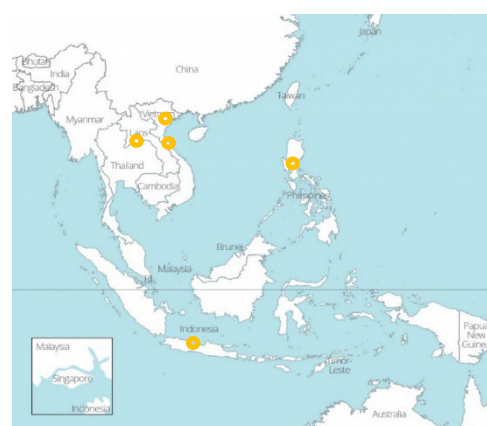 Japan
Bhutan
India
China
Bangladesh
Taiwan
Vietnam
Myanmar
Laos
Thailand
Cambodia
Philippines
Brunei
Malaysia
Indonesia
Papua
New
Guinea
Malaysia
Timor-
Leste
Singapore
Indonesia
Australia